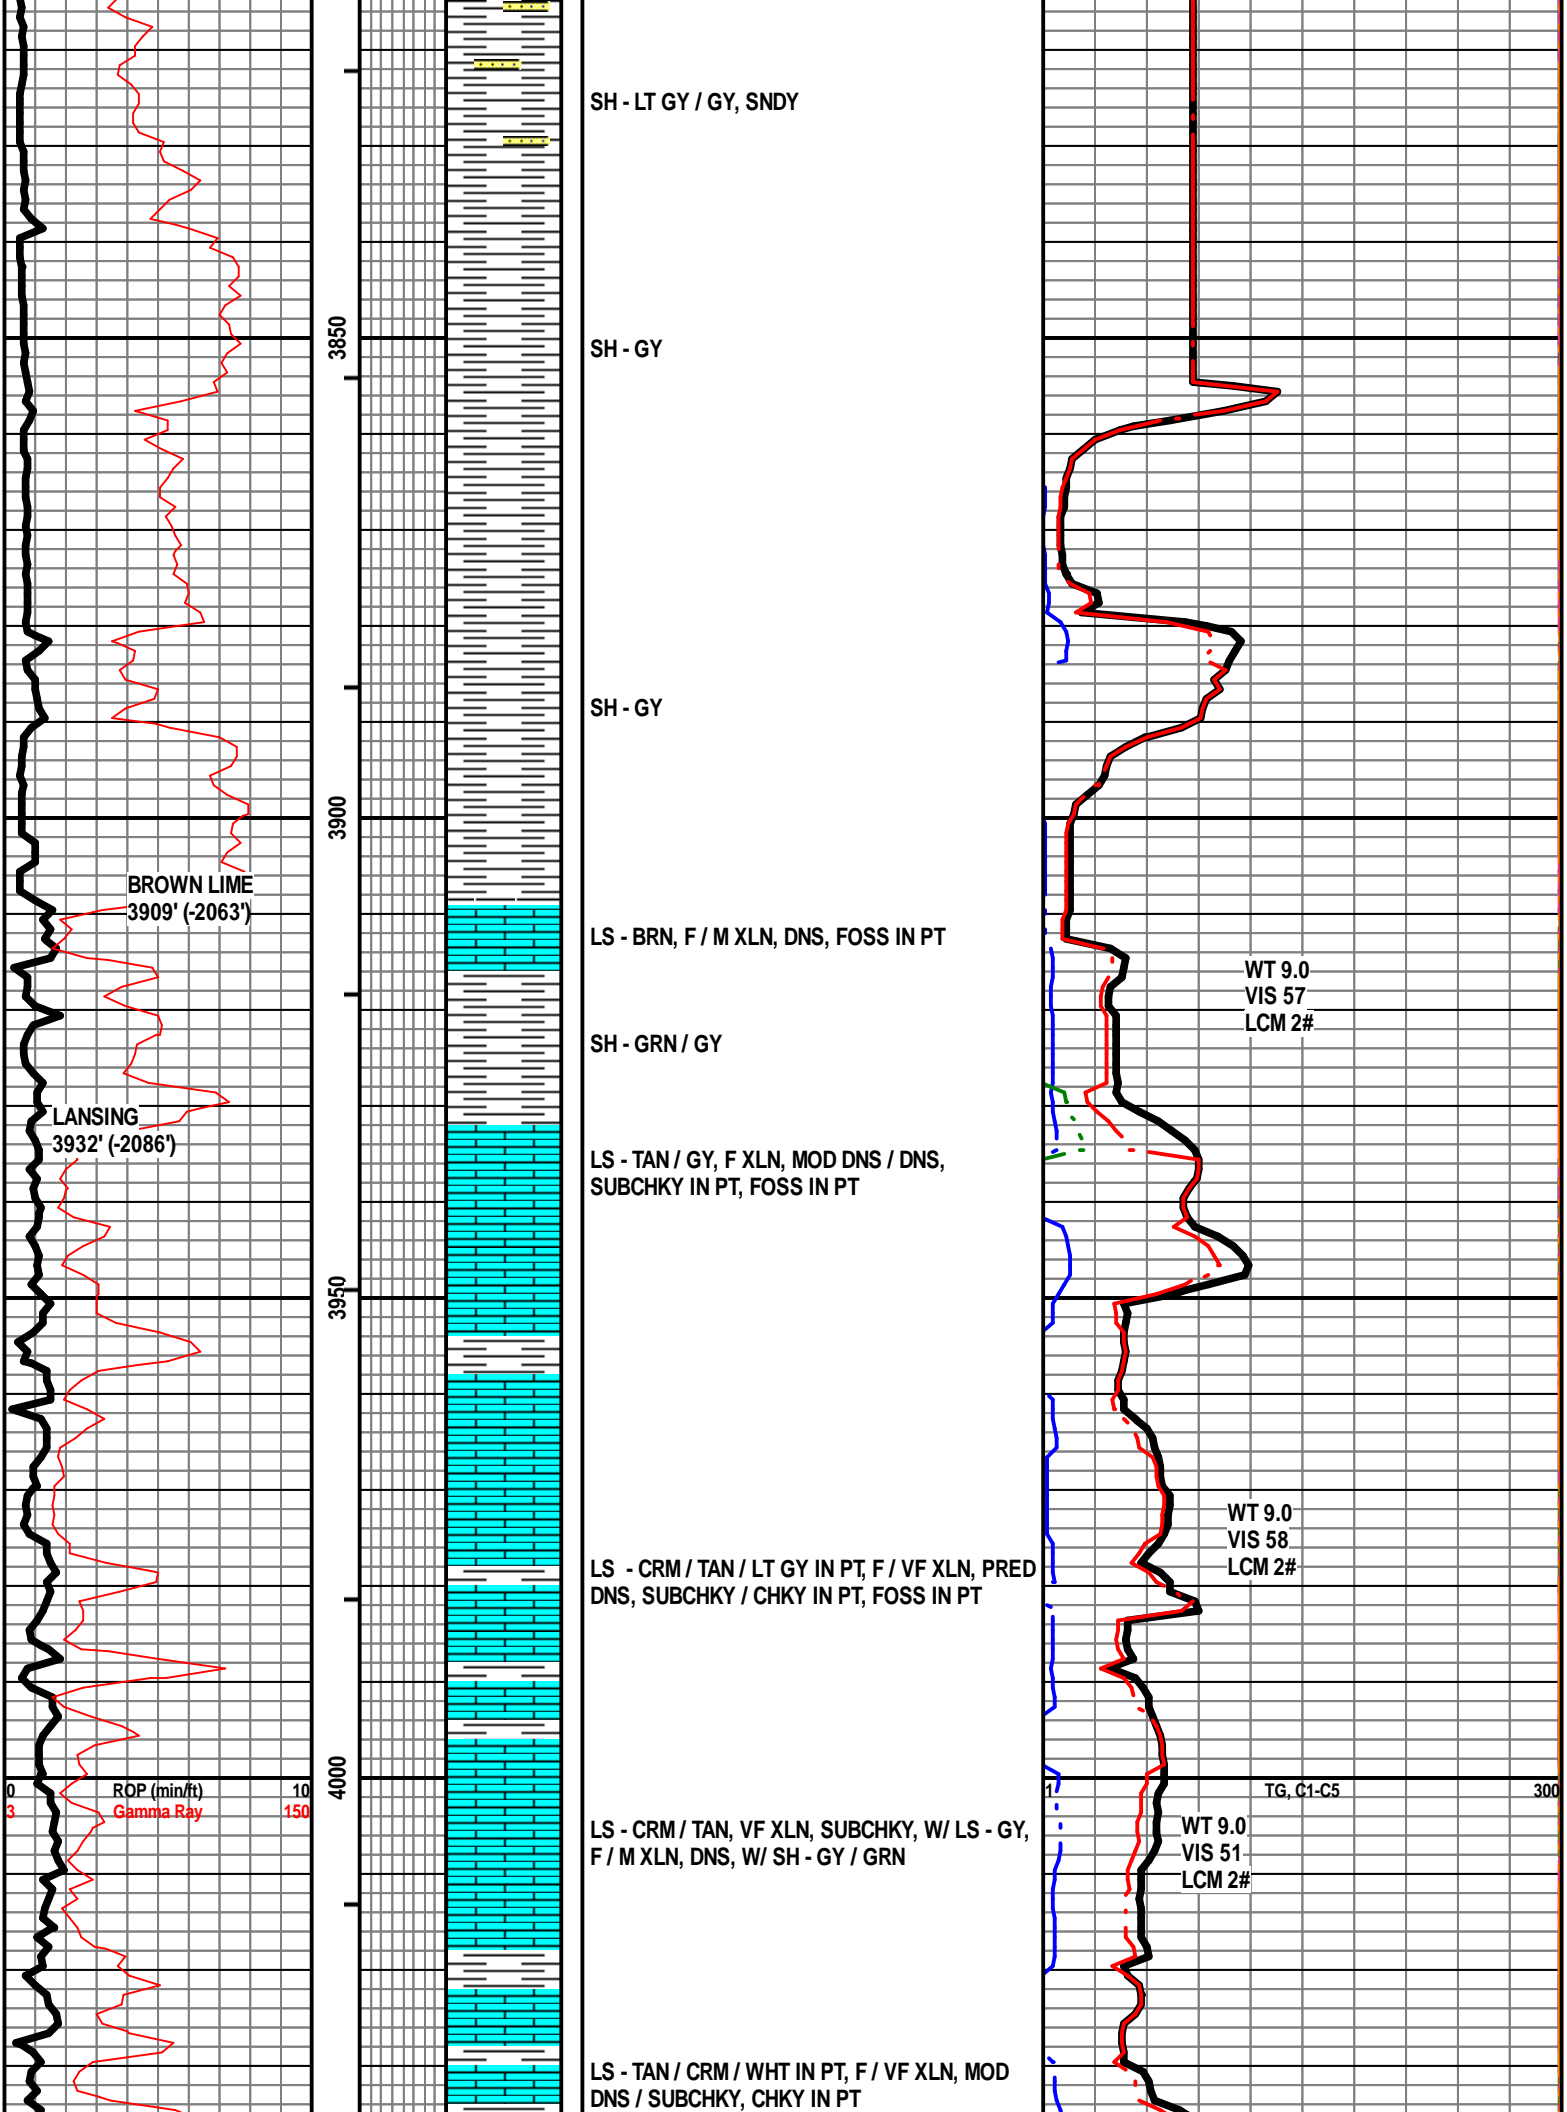 SH - LT GY / GY, SNDY
3850
SH - GY
SH - GY
3900
BROWN LIME
3909' (-2063')
LS - BRN, F / M XLN, DNS, FOSS IN PT
WT 9.0
VIS 57
LCM 2#
SH - GRN / GY
LANSING
3932' (-2086')
LS - TAN / GY, F XLN, MOD DNS / DNS,
SUBCHKY IN PT, FOSS IN PT
3950
WT 9.0
VIS 58
LCM 2#
LS - CRM / TAN / LT GY IN PT, F / VF XLN, PRED
DNS, SUBCHKY / CHKY IN PT, FOSS IN PT
4000
0 ROP (min/ft) 10
3 Gamma Ray 150
1 TG, C1-C5 300
WT 9.0
VIS 51
LCM 2#
LS - CRM / TAN, VF XLN, SUBCHKY, W/ LS - GY,
F / M XLN, DNS, W/ SH - GY / GRN
LS - TAN / CRM / WHT IN PT, F / VF XLN, MOD
DNS / SUBCHKY, CHKY IN PT